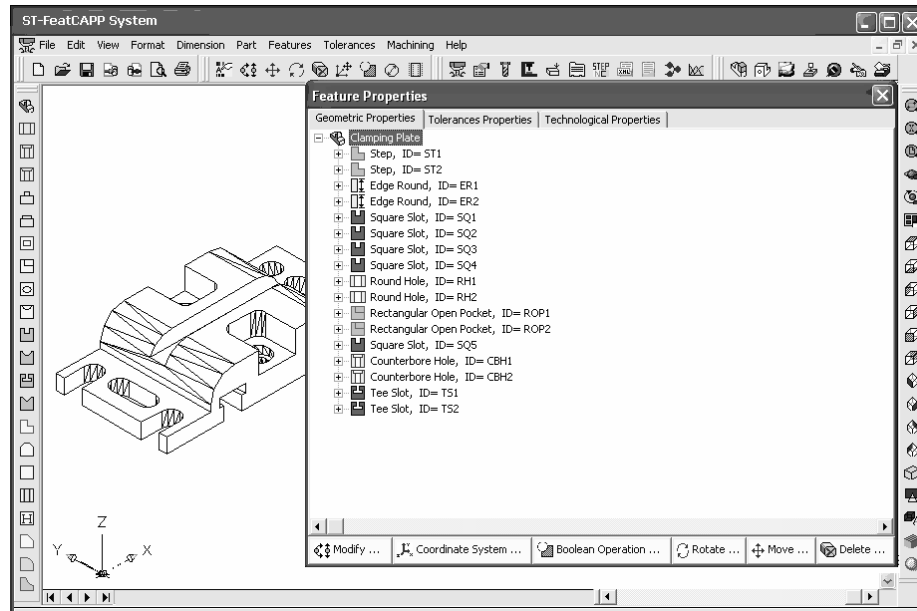 ST-FeatCAPP System
File Edit View Format Dimension Part Features Tolerances Machining Help
STEP NC XML
Feature Properties
Geometric Properties Tolerances Properties Technological Properties
Clamping Plate
Step, ID= ST1
Step, ID= ST2
Edge Round, ID= ER1
Edge Round, ID= ER2
Square Slot, ID= SQ1
Square Slot, ID= SQ2
Square Slot, ID= SQ3
Square Slot, ID= SQ4
Round Hole, ID= RH1
Round Hole, ID= RH2
Rectangular Open Pocket, ID= ROP1
Rectangular Open Pocket, ID= ROP2
Square Slot, ID= SQ5
Counterbore Hole, ID= CBH1
Counterbore Hole, ID= CBH2
Tee Slot, ID= TS1
Tee Slot, ID= TS2
Z
Y X
Modify ... Coordinate System ... Boolean Operation ... Rotate ... Move ... Delete ...